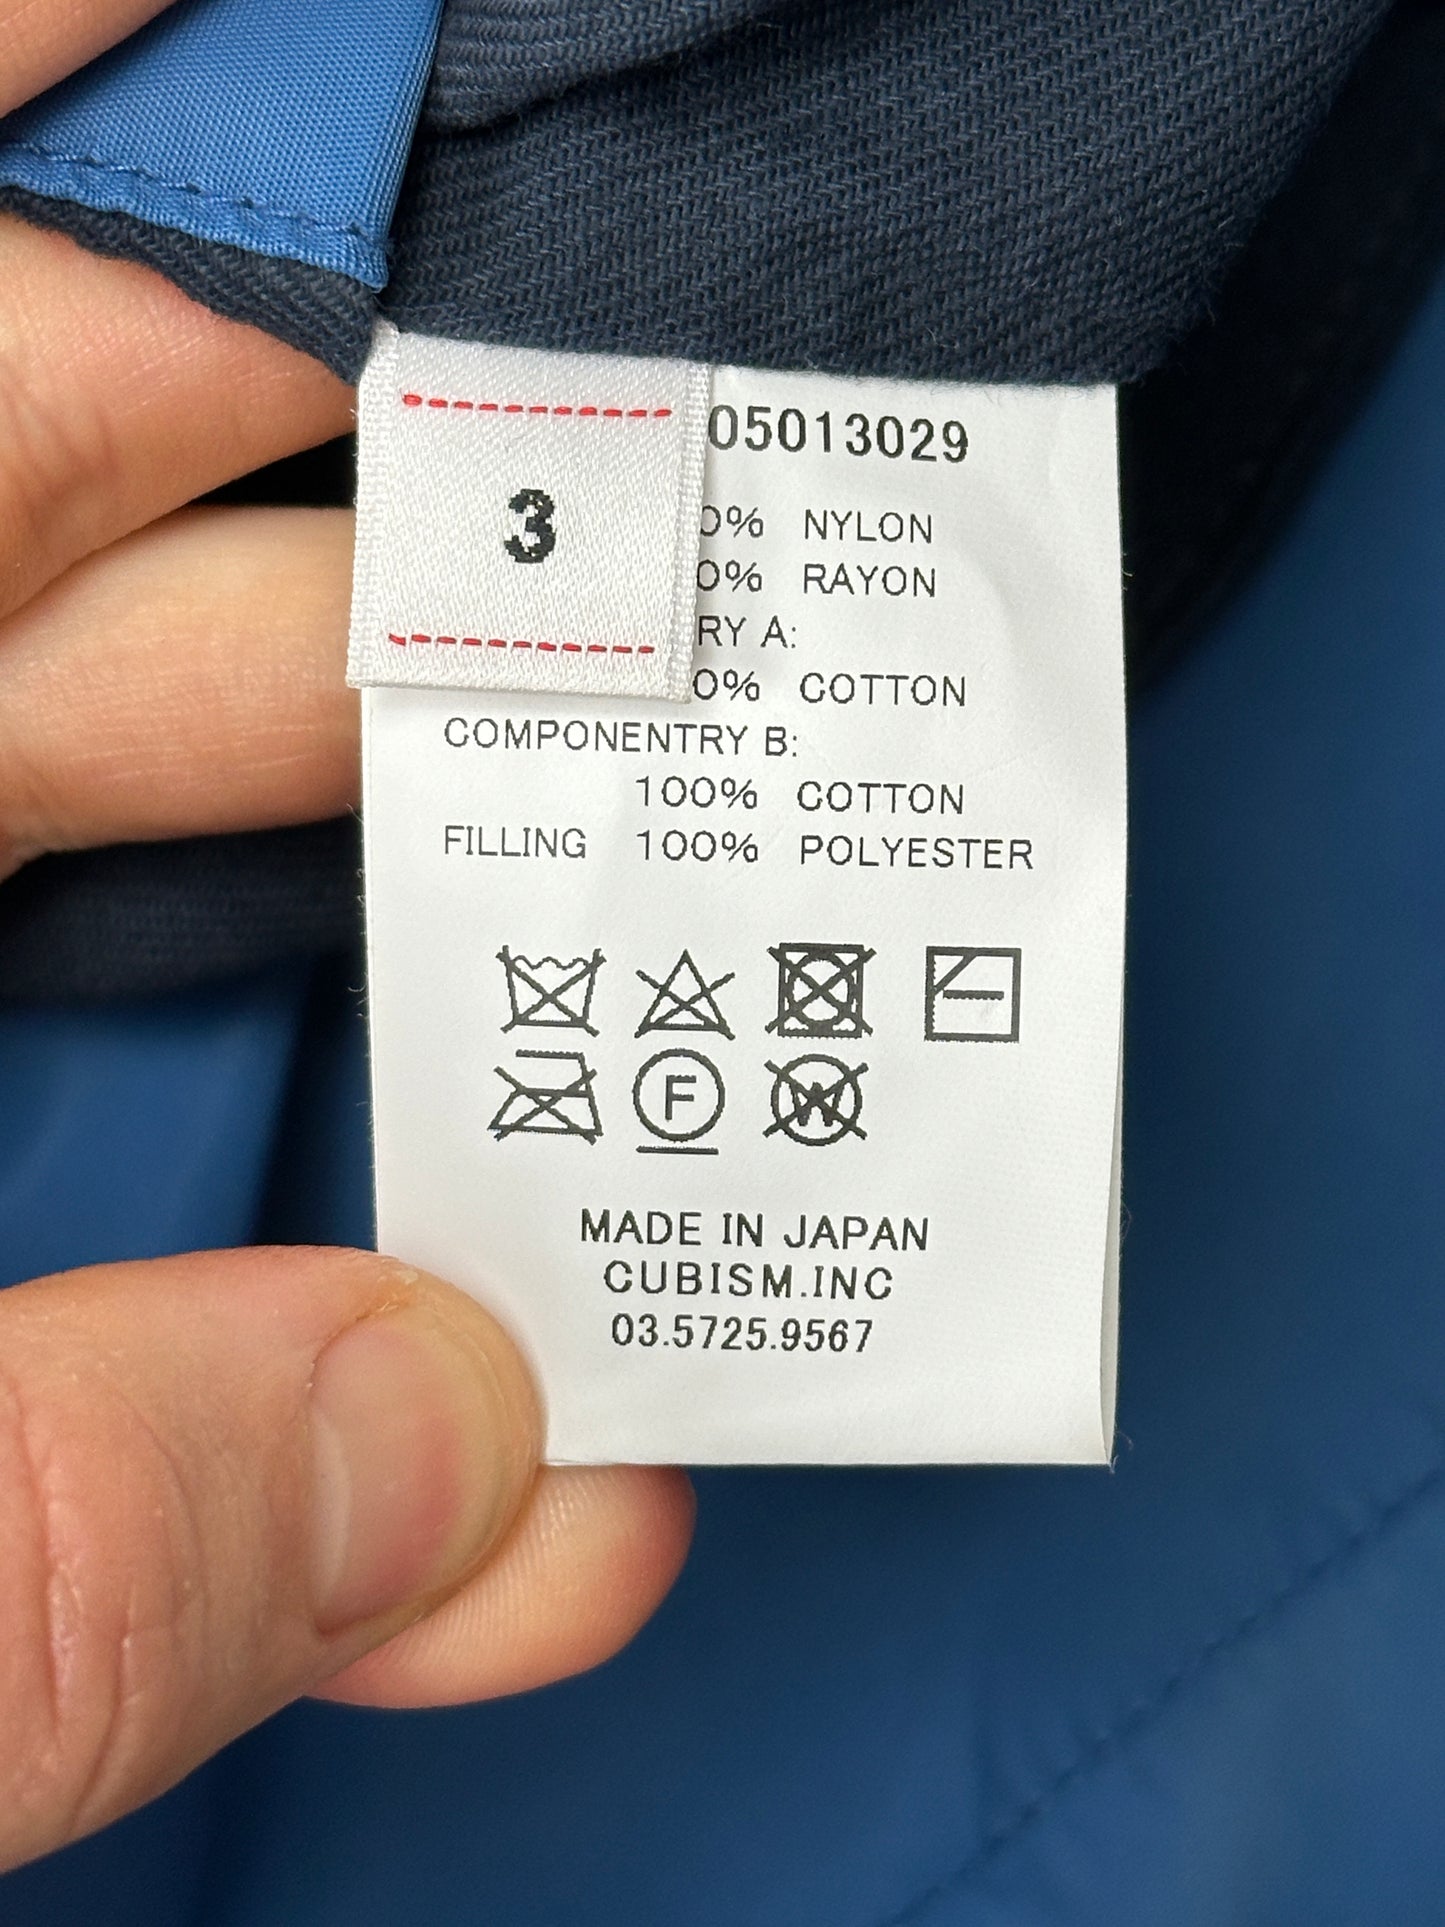 3
05013029
0% NYLON
0% RAYON
RY A:
0% COTTON
COMPONENTRY B:
100% COTTON
FILLING 100% POLYESTER
F
W
MADE IN JAPAN
CUBISM.INC
03.5725.9567